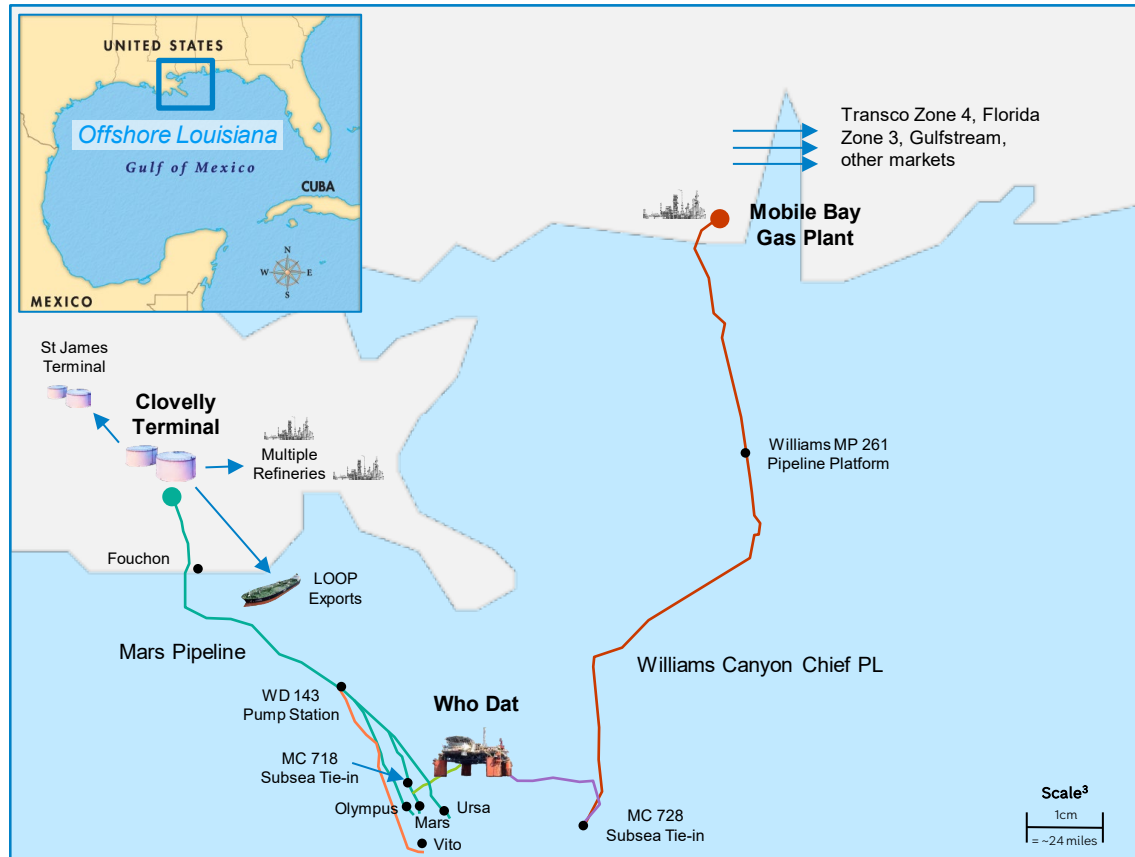 UNITED STATES
Offshore Louisiana
Gulf of Mexico
CUBA
N
W E
S
MEXICO
Transco Zone 4, Florida
Zone 3, Gulfstream,
other markets
Mobile Bay
Gas Plant
St James
Terminal
Clovelly
Terminal
Multiple
Refineries
Williams MP 261
Pipeline Platform
Fouchon
LOOP
Exports
Mars Pipeline
Williams Canyon Chief PL
WD 143
Pump Station
Who Dat
MC 718
Subsea Tie-in
Olympus
Mars
Ursa
Vito
MC 728
Subsea Tie-in
Scale³
1cm
= ~24 miles